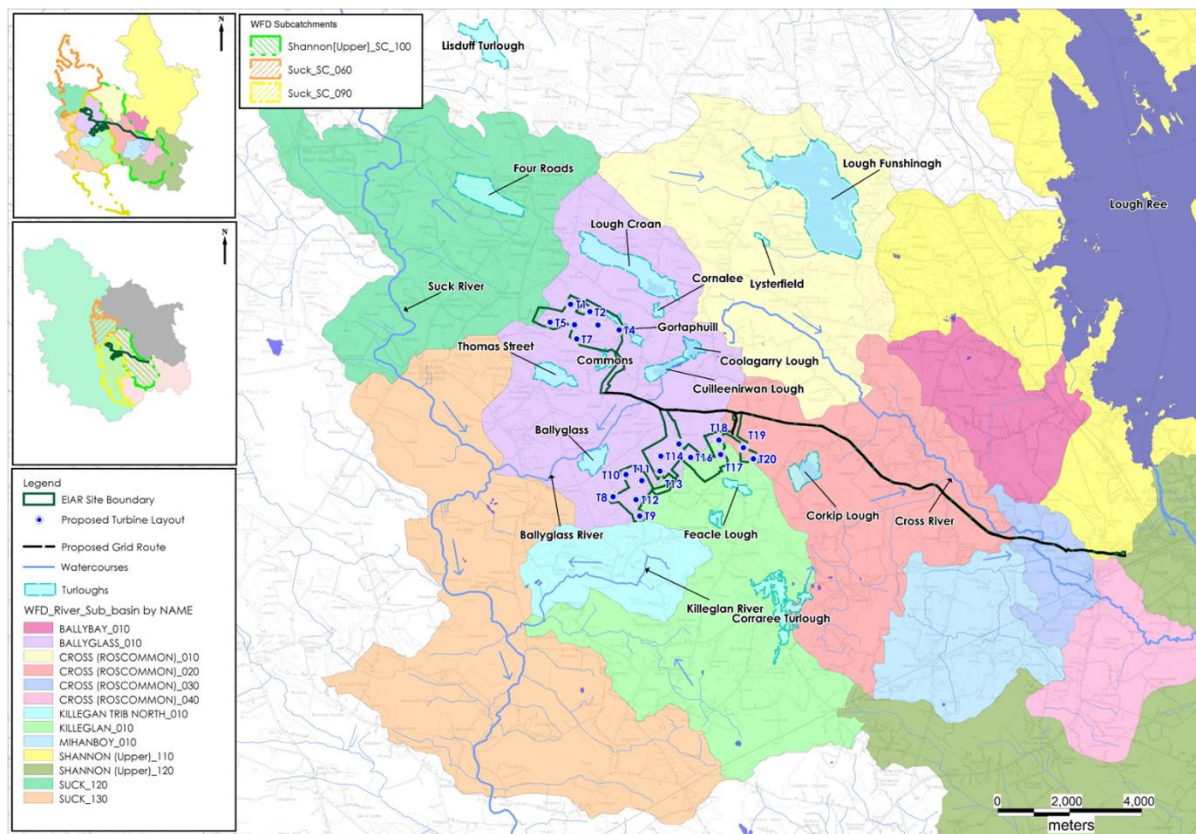 N
WFD Subcatchments
Shannon[Upper]_SC_100
Suck_SC_060
Suck_SC_090
N
Legend
EIAR Site Boundary
Proposed Turbine Layout
Proposed Grid Route
Watercourses
Turloughs
WFD_River_Sub_basin by NAME
BALLYBAY_010
BALLYGLASS_010
CROSS (ROSCOMMON)_010
CROSS (ROSCOMMON)_020
CROSS (ROSCOMMON)_030
CROSS (ROSCOMMON)_040
KILLEGAN TRIB NORTH_010
KILLEGLAN_010
MIHANBOY_010
SHANNON (Upper)_110
SHANNON (Upper)_120
SUCK_120
SUCK_130
Lisduff Turlough
Four Roads
Lough Funshinagh
Lough Ree
Lough Croan
Cornalee
Lysterfield
Suck River
T1
T2
T5
T4
Gortaphuill
T7
Thomas Street
Commons
Coolagarry Lough
Cuilleenirwan Lough
Ballyglass
T18
T19
T14
T16
T20
T17
T10
T11
T13
T8
T12
T9
Corkip Lough
Cross River
Ballyglass River
Feacle Lough
Killeglan River
Corraree Turlough
0 2,000 4,000
meters